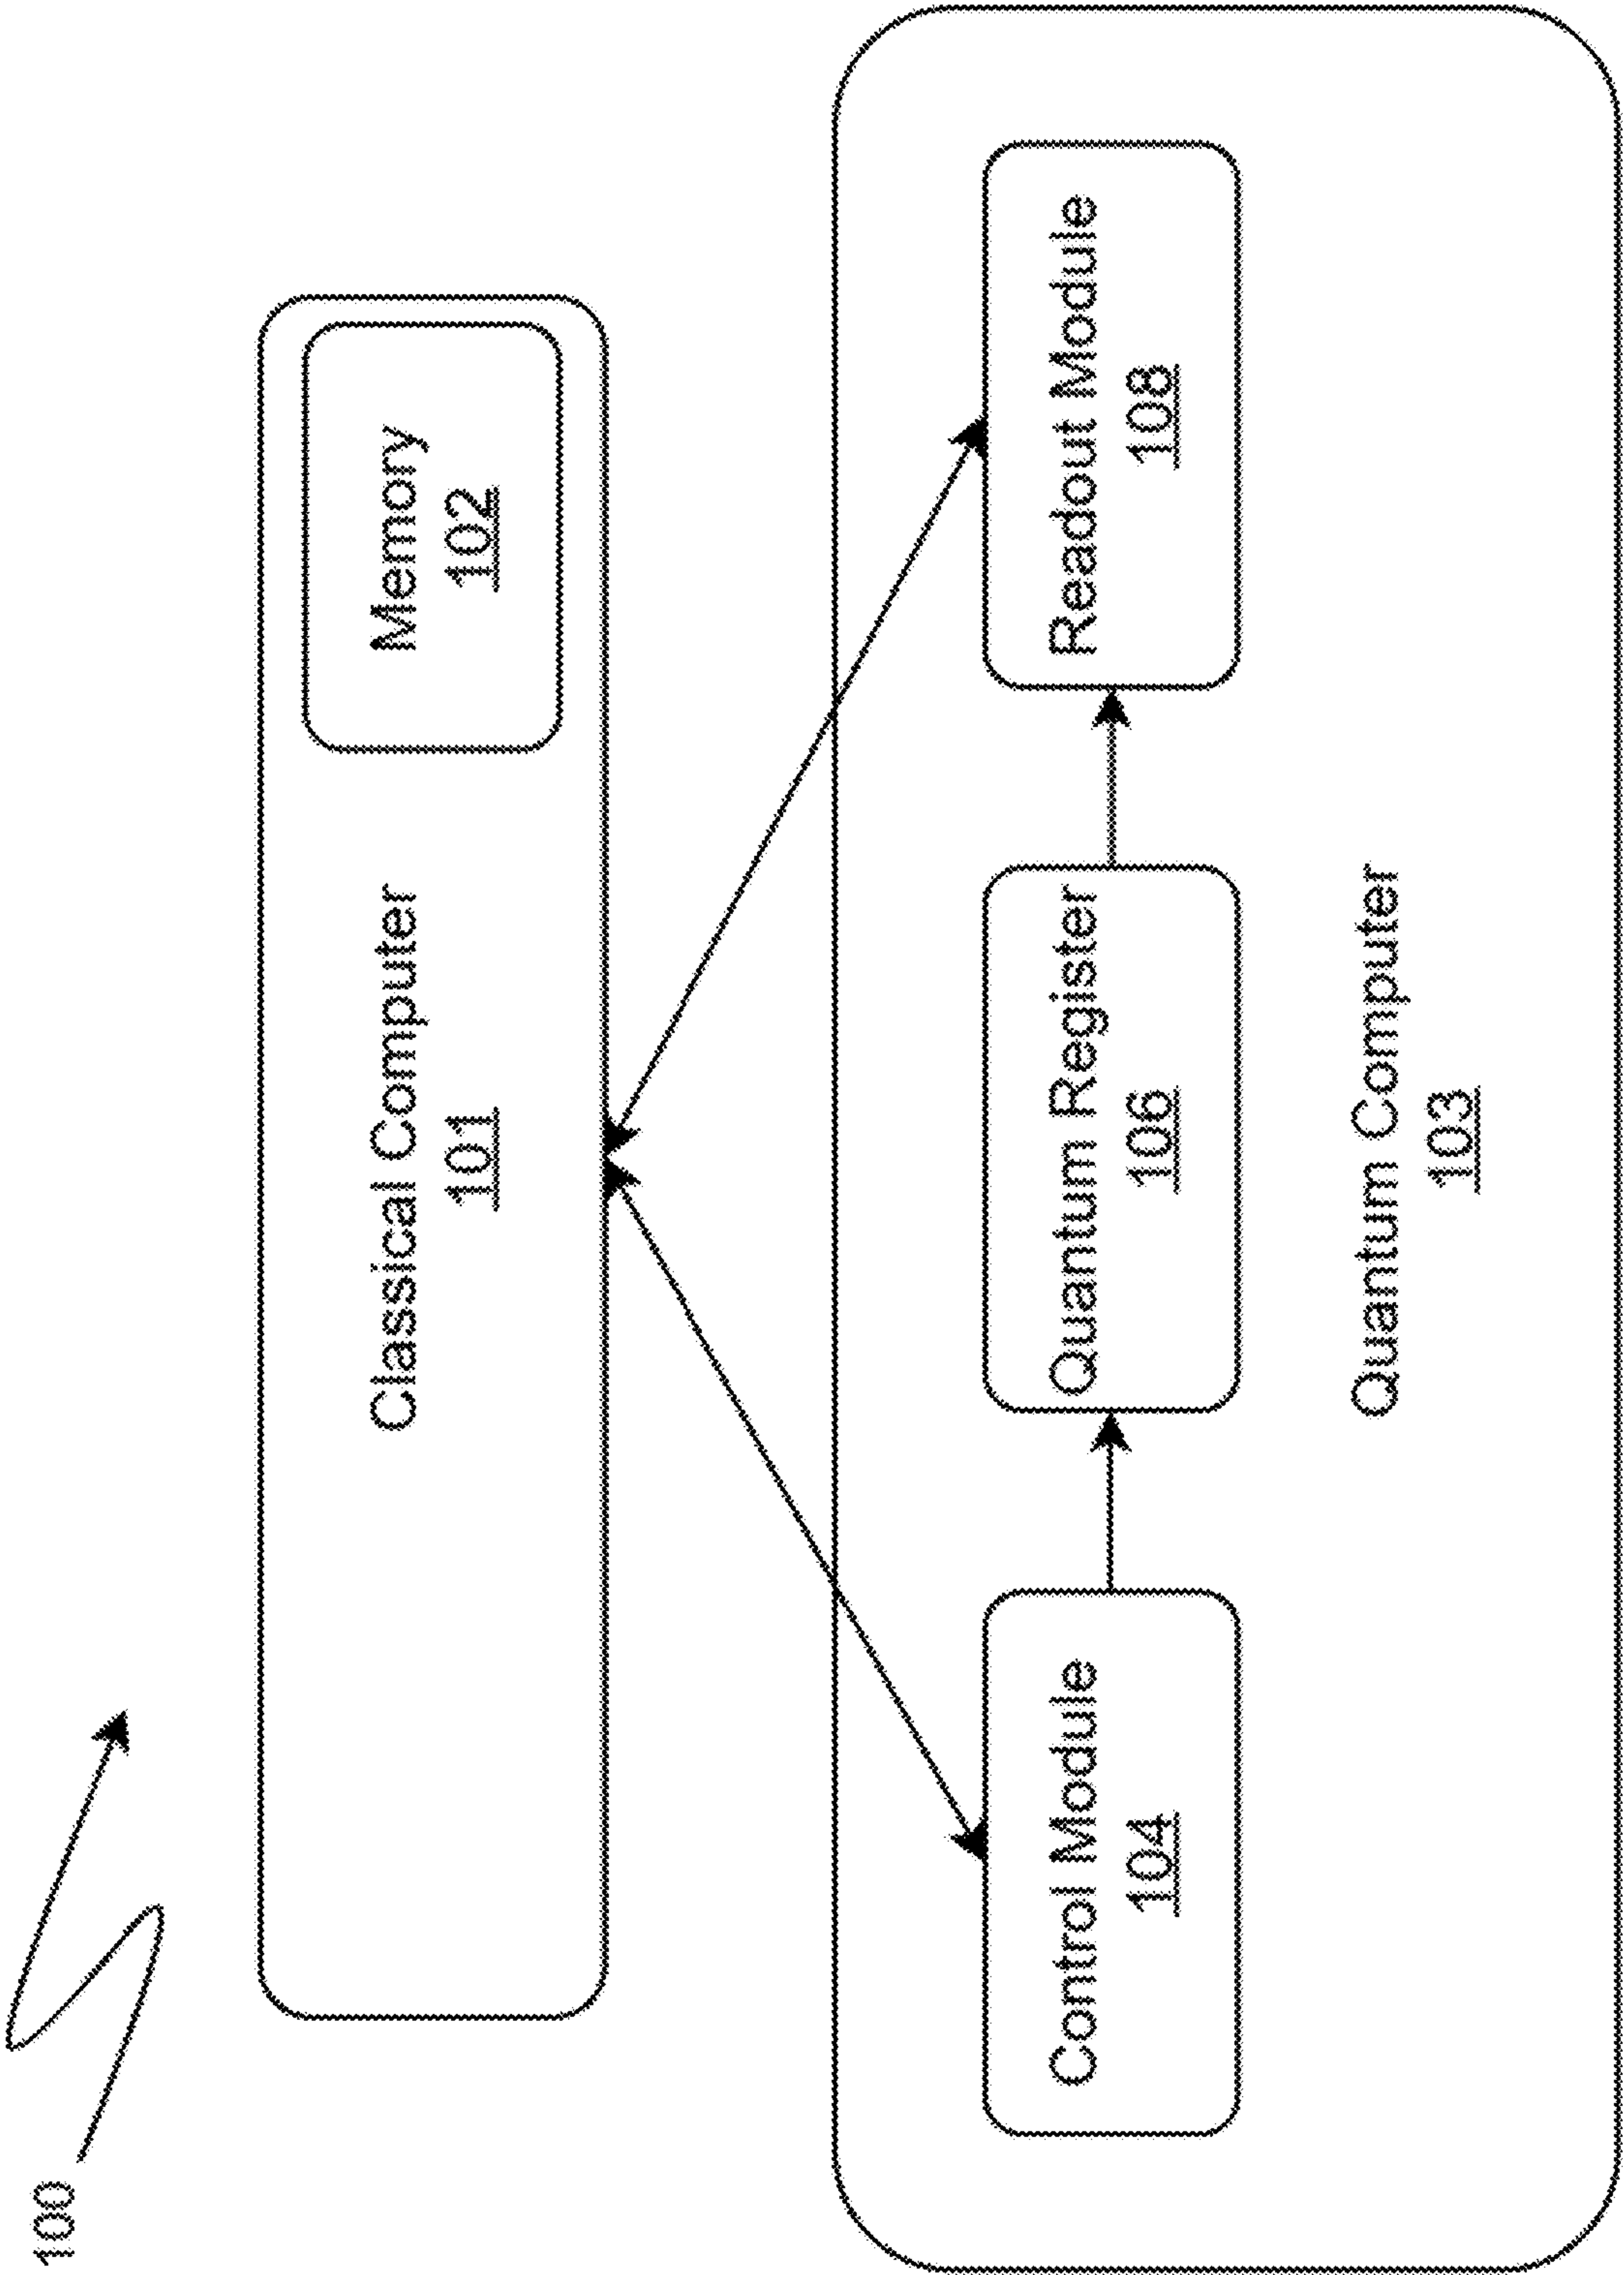 100
Classical Computer
101
Memory
102
Control Module
104
Quantum Register
106
Readout Module
108
Quantum Computer
103